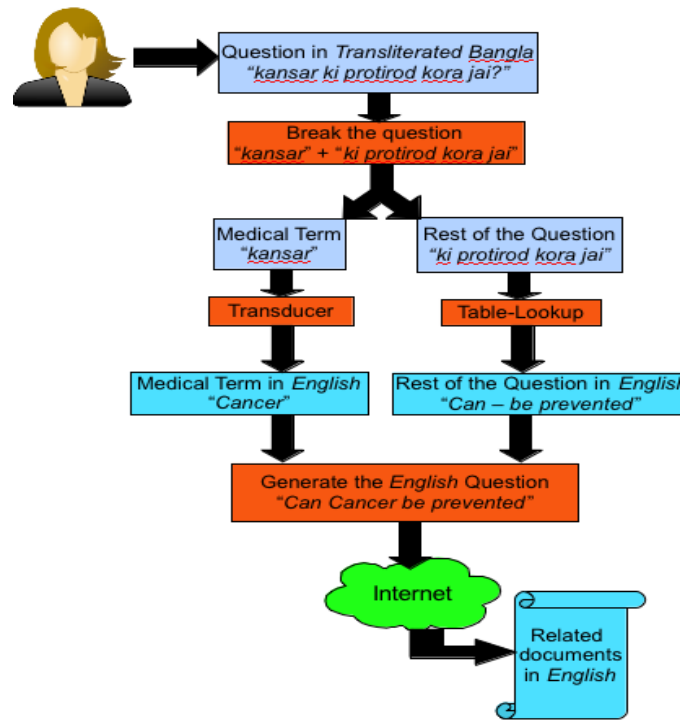 Question in Transliterated Bangla
“kansar ki protirod kora jai?”
Break the question
“kansar” + “ki protirod kora jai”
Medical Term
“kansar”
Rest of the Question
“ki protirod kora jai”
Transducer
Table-Lookup
Medical Term in English
“Cancer”
Rest of the Question in English
“Can – be prevented”
Generate the English Question
“Can Cancer be prevented”
Internet
Related
documents
in English